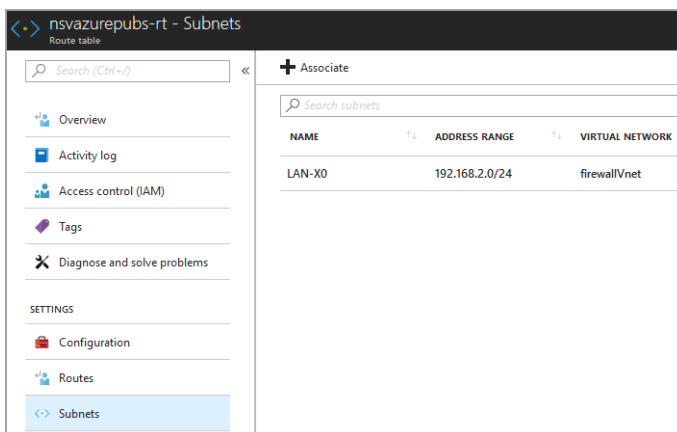 nsvazurepubs-rt - Subnets
Route table
Search (Ctrl+/)
Overview
Activity log
Access control (IAM)
Tags
Diagnose and solve problems
SETTINGS
Configuration
Routes
Subnets
Associate
Search subnets
NAME ADDRESS RANGE VIRTUAL NETWORK
LAN-X0 192.168.2.0/24 firewallVnet